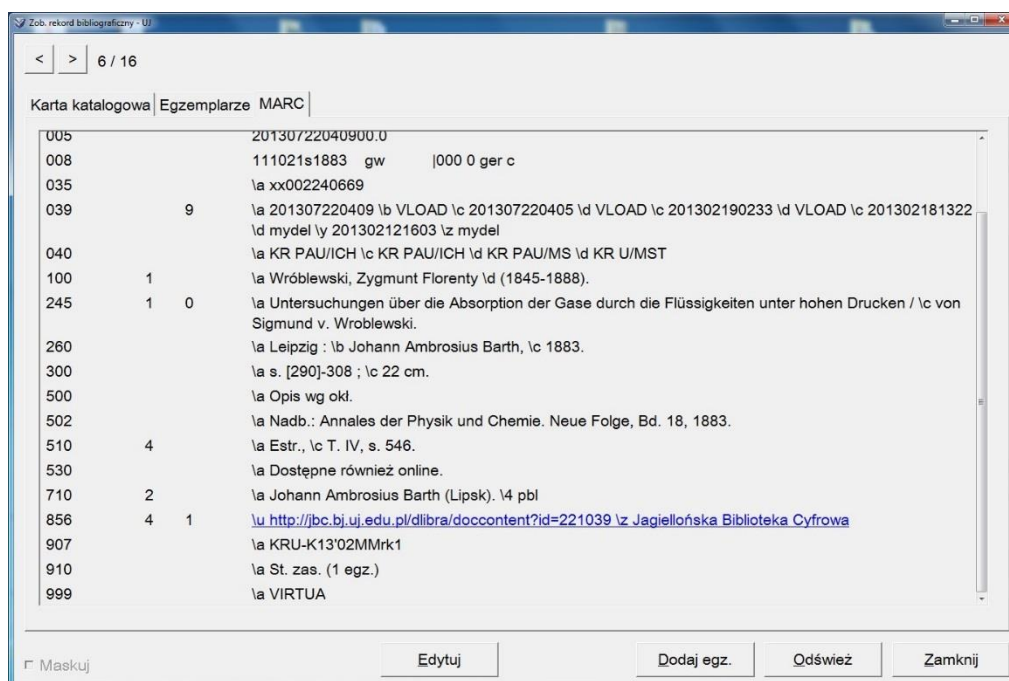 Zob. rekord bibliograficzny - UJ
< > 6 / 16
Karta katalogowa Egzemplarze MARC
005 20130722040900.0
008 111021s1883 gw |000 0 ger c
035 \a xx002240669
039 9 \a 201307220409 \b VLOAD \c 201307220405 \d VLOAD \c 201302190233 \d VLOAD \c 201302181322
\d mydel \y 201302121603 \z mydel
040 \a KR PAU/ICH \c KR PAU/ICH \d KR PAU/MS \d KR U/MST
100 1 \a Wróblewski, Zygmunt Florenty \d (1845-1888).
245 1 0 \a Untersuchungen über die Absorption der Gase durch die Flüssigkeiten unter hohen Drucken / \c von
Sigmund v. Wroblewski.
260 \a Leipzig : \b Johann Ambrosius Barth, \c 1883.
300 \a s. [290]-308 ; \c 22 cm.
500 \a Opis wg okł.
502 \a Nadb.: Annales der Physik und Chemie. Neue Folge, Bd. 18, 1883.
510 4 \a Estr., \c T. IV, s. 546.
530 \a Dostępne również online.
710 2 \a Johann Ambrosius Barth (Lipsk). \4 pbl
856 4 1 \u http://jbc.bj.uj.edu.pl/dlibra/doccontent?id=221039 \z Jagiellońska Biblioteka Cyfrowa
907 \a KRU-K13'02MMrk1
910 \a St. zas. (1 egz.)
999 \a VIRTUA
Maskuj Edytuj Dodaj egz. Odśwież Zamknij